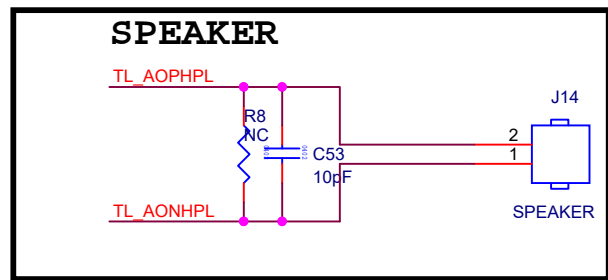 SPEAKER
TL_AOPHPL
R8
NC
C53
10pF
J14
2
1
SPEAKER
TL_AONHPL